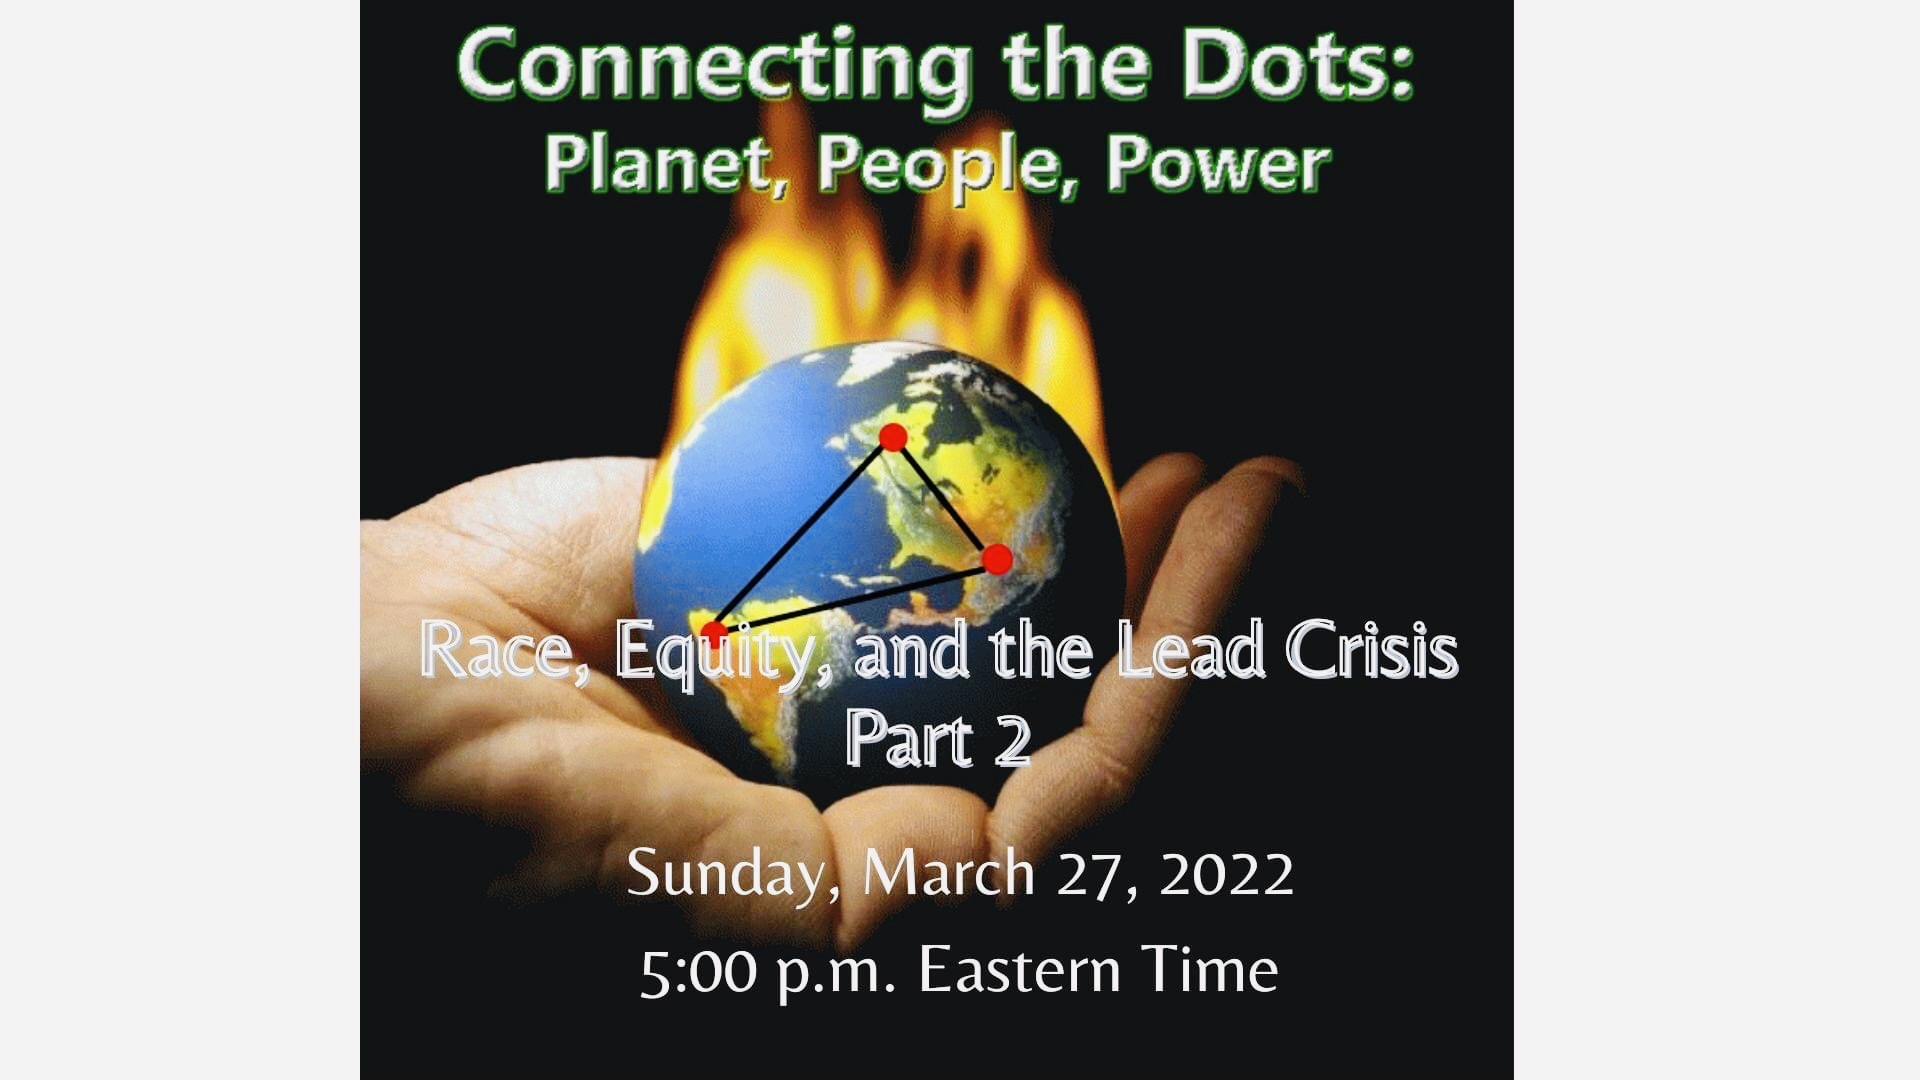 Connecting the Dots:
Planet, People, Power
Race, Equity, and the Lead Crisis
Part 2
Sunday, March 27, 2022
5:00 p.m. Eastern Time